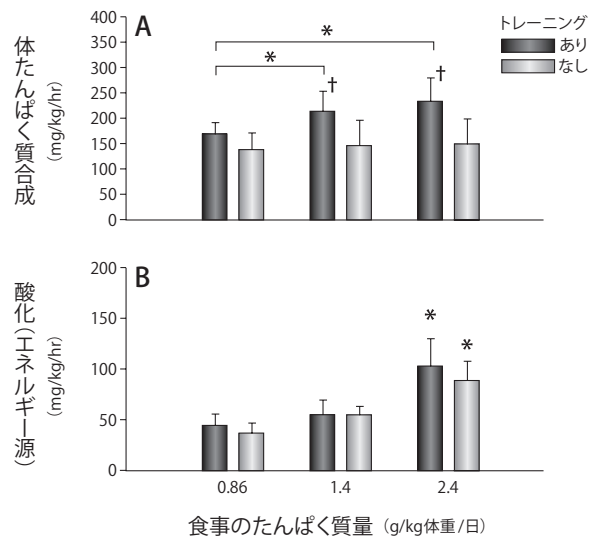 A
体たんぱく質合成
(mg/kg/hr)
400
350
300
250
200
150
100
50
0
*
*
†
†
トレーニング
あり
なし
B
酸化(エネルギー源)
(mg/kg/hr)
200
150
100
50
0
*
*
0.86 1.4 2.4
食事のたんぱく質量 (g/kg体重/日)